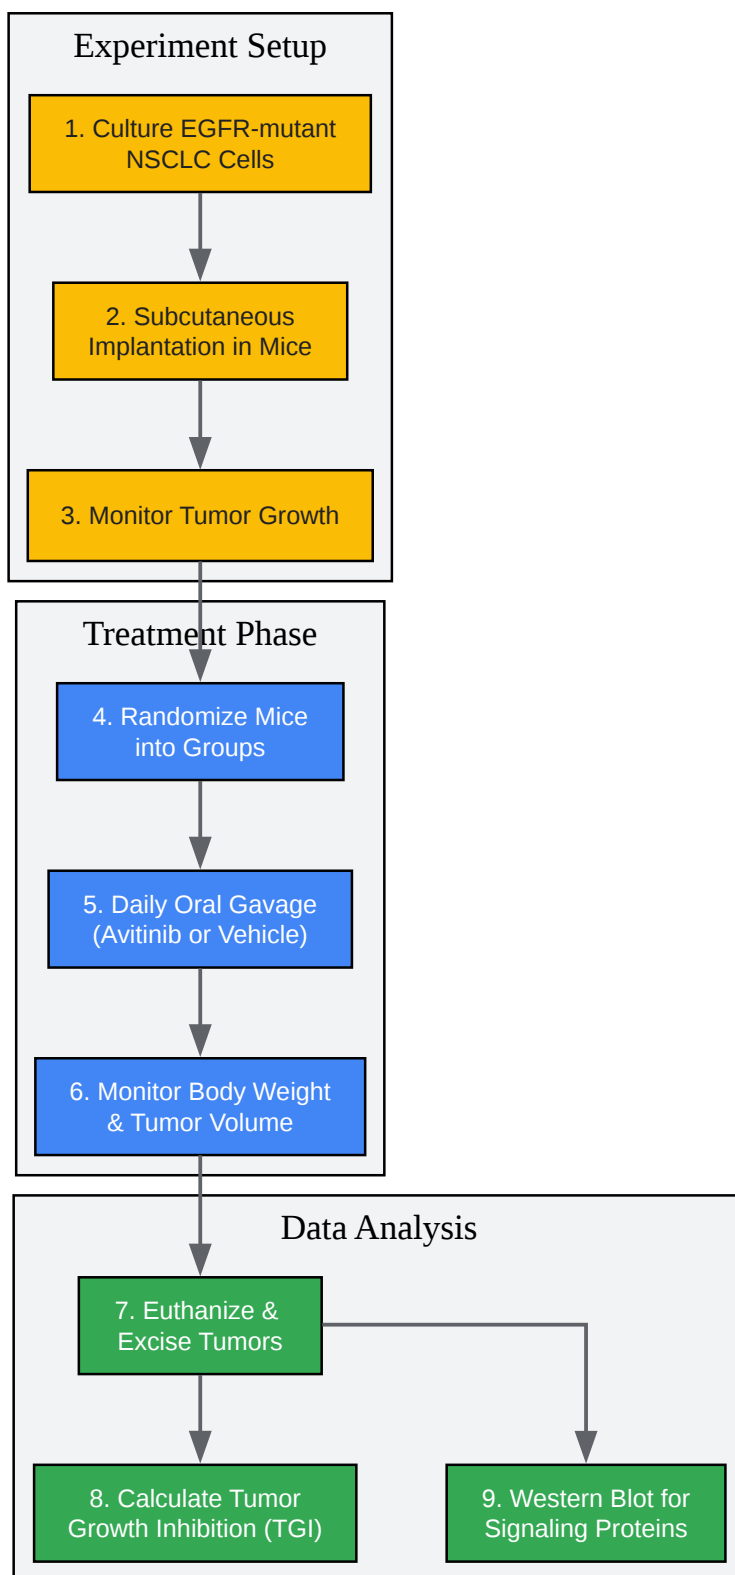 Experiment Setup
1. Culture EGFR-mutant
NSCLC Cells
2. Subcutaneous
Implantation in Mice
3. Monitor Tumor Growth
Treatment Phase
4. Randomize Mice
into Groups
5. Daily Oral Gavage
(Avitinib or Vehicle)
6. Monitor Body Weight
& Tumor Volume
Data Analysis
7. Euthanize &
Excise Tumors
8. Calculate Tumor
Growth Inhibition (TGI)
9. Western Blot for
Signaling Proteins